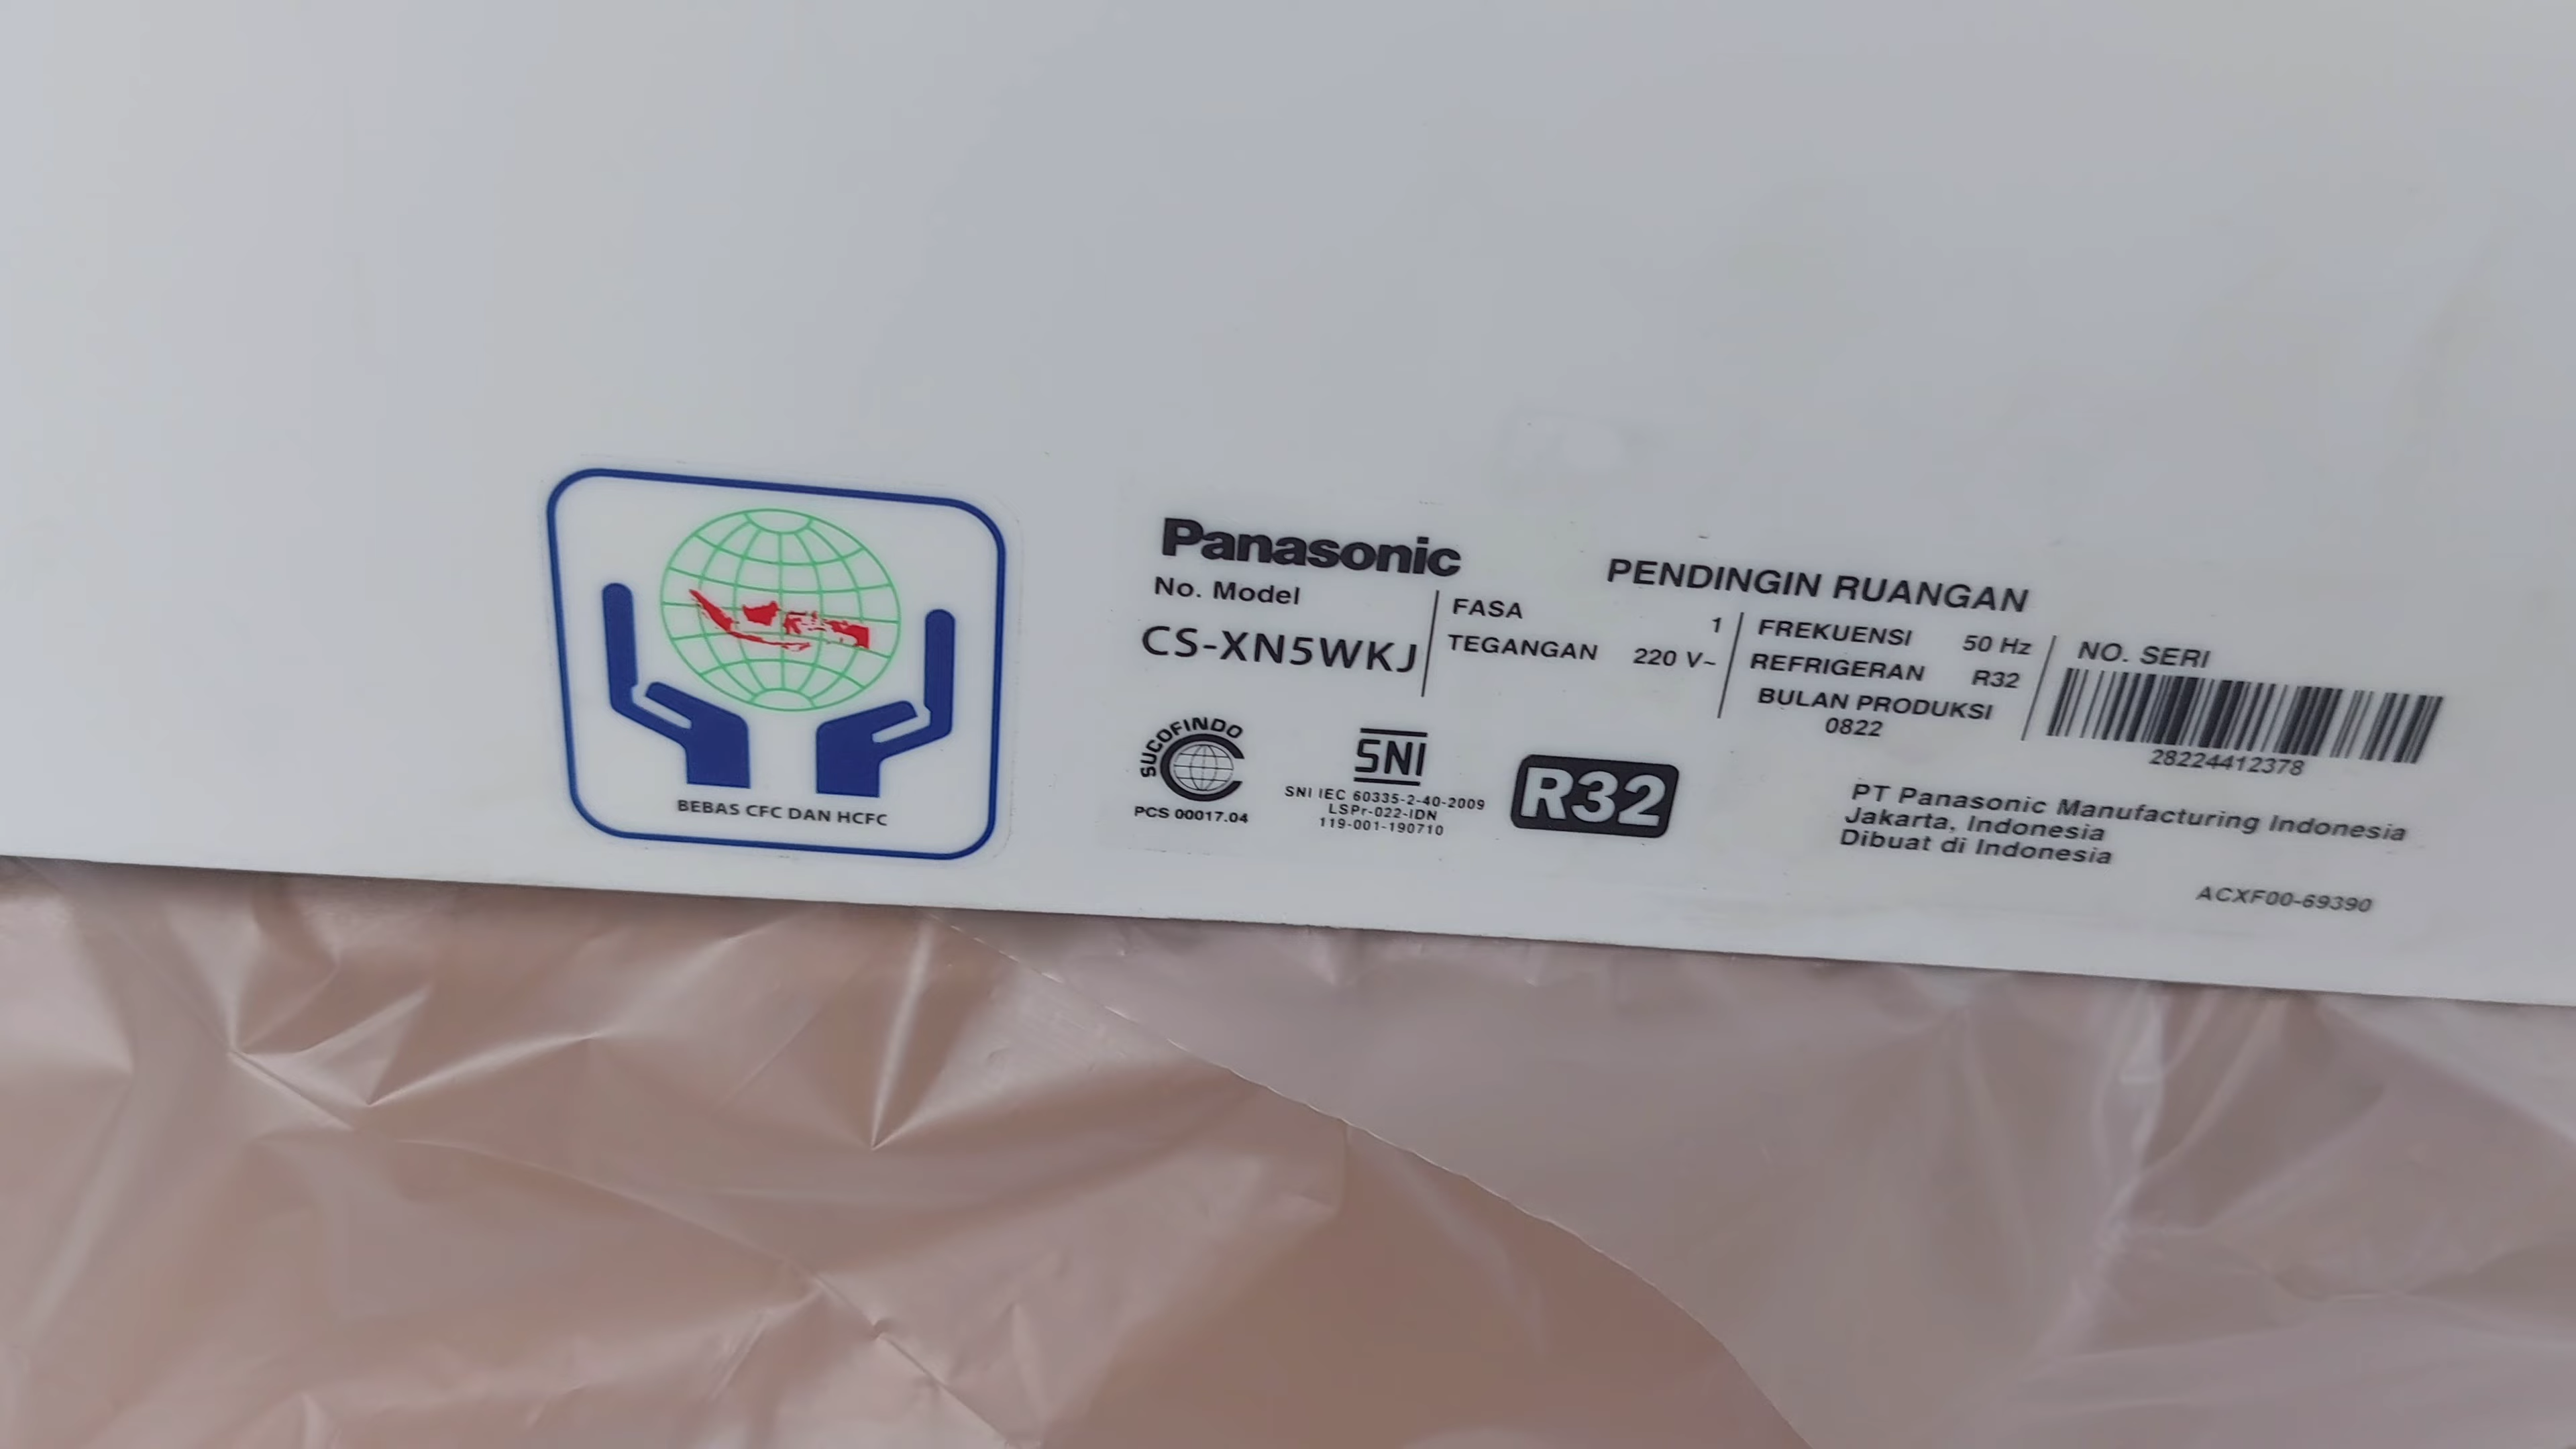 BEBAS CFC DAN HCFC
Panasonic
PENDINGIN RUANGAN
No. Model
CS-XN5WKJ
FASA 1
TEGANGAN 220 V~
FREKUENSI 50 Hz
REFRIGERAN R32
BULAN PRODUKSI
0822
NO. SERI
28224412378
SUCOFINDO
PCS 00017.04
SNI
SNI IEC 60335-2-40-2009
LSPr-022-IDN
119-001-190710
R32
PT Panasonic Manufacturing Indonesia
Jakarta, Indonesia
Dibuat di Indonesia
ACXF00-69390